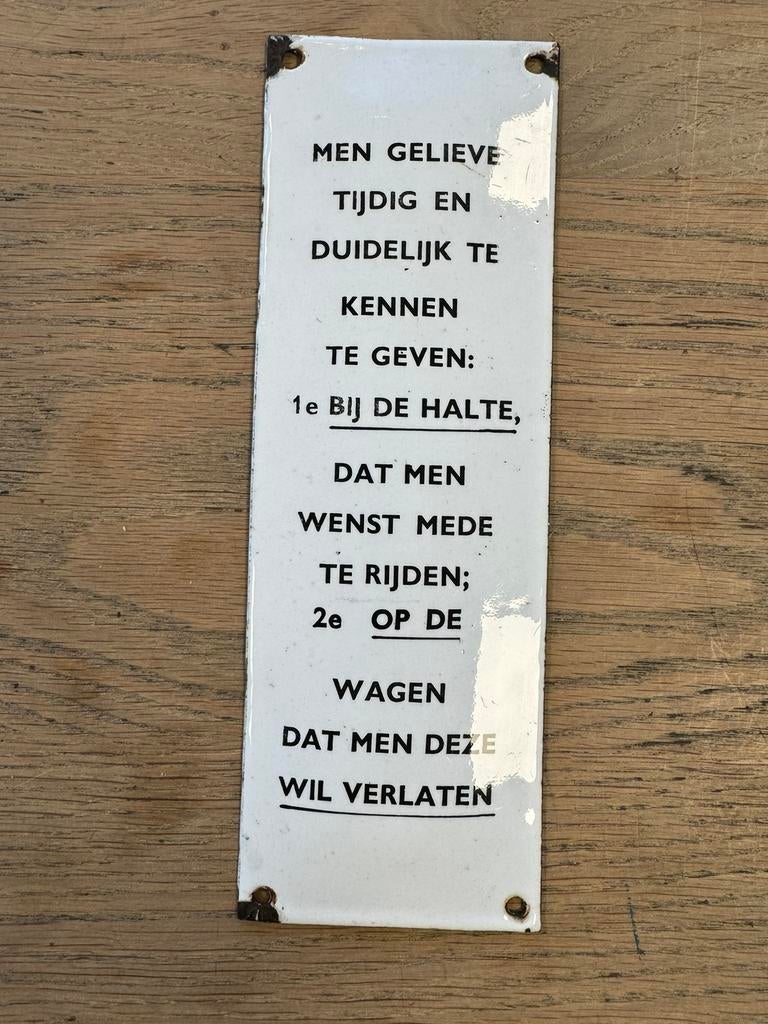 MEN GELIEVE
TIJDIG EN
DUIDELIJK TE
KENNEN
TE GEVEN:
1e BIJ DE HALTE,
DAT MEN
WENST MEDE
TE RIJDEN;
2e OP DE
WAGEN
DAT MEN DEZE
WIL VERLATEN